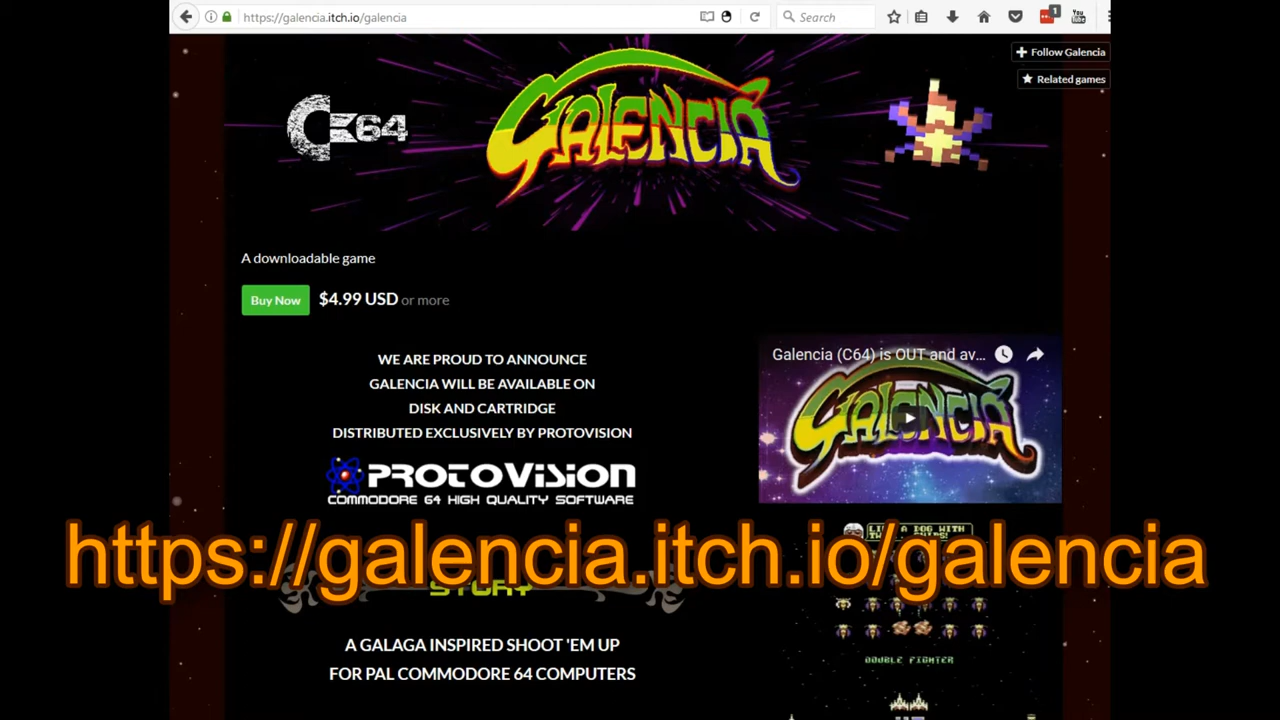 https://galencia.itch.io/galencia
Search
1
You
Tube
Follow Galencia
Related games
C64
GALENCIA
A downloadable game
Buy Now $4.99 USD or more
WE ARE PROUD TO ANNOUNCE
GALENCIA WILL BE AVAILABLE ON
DISK AND CARTRIDGE
DISTRIBUTED EXCLUSIVELY BY PROTOVISION
PROTOVISION
COMMODORE 64 HIGH QUALITY SOFTWARE
Galencia (C64) is OUT and av...
GALENCIA
https://galencia.itch.io/galencia
STORY
A GALAGA INSPIRED SHOOT 'EM UP
FOR PAL COMMODORE 64 COMPUTERS
DOUBLE FIGHTER